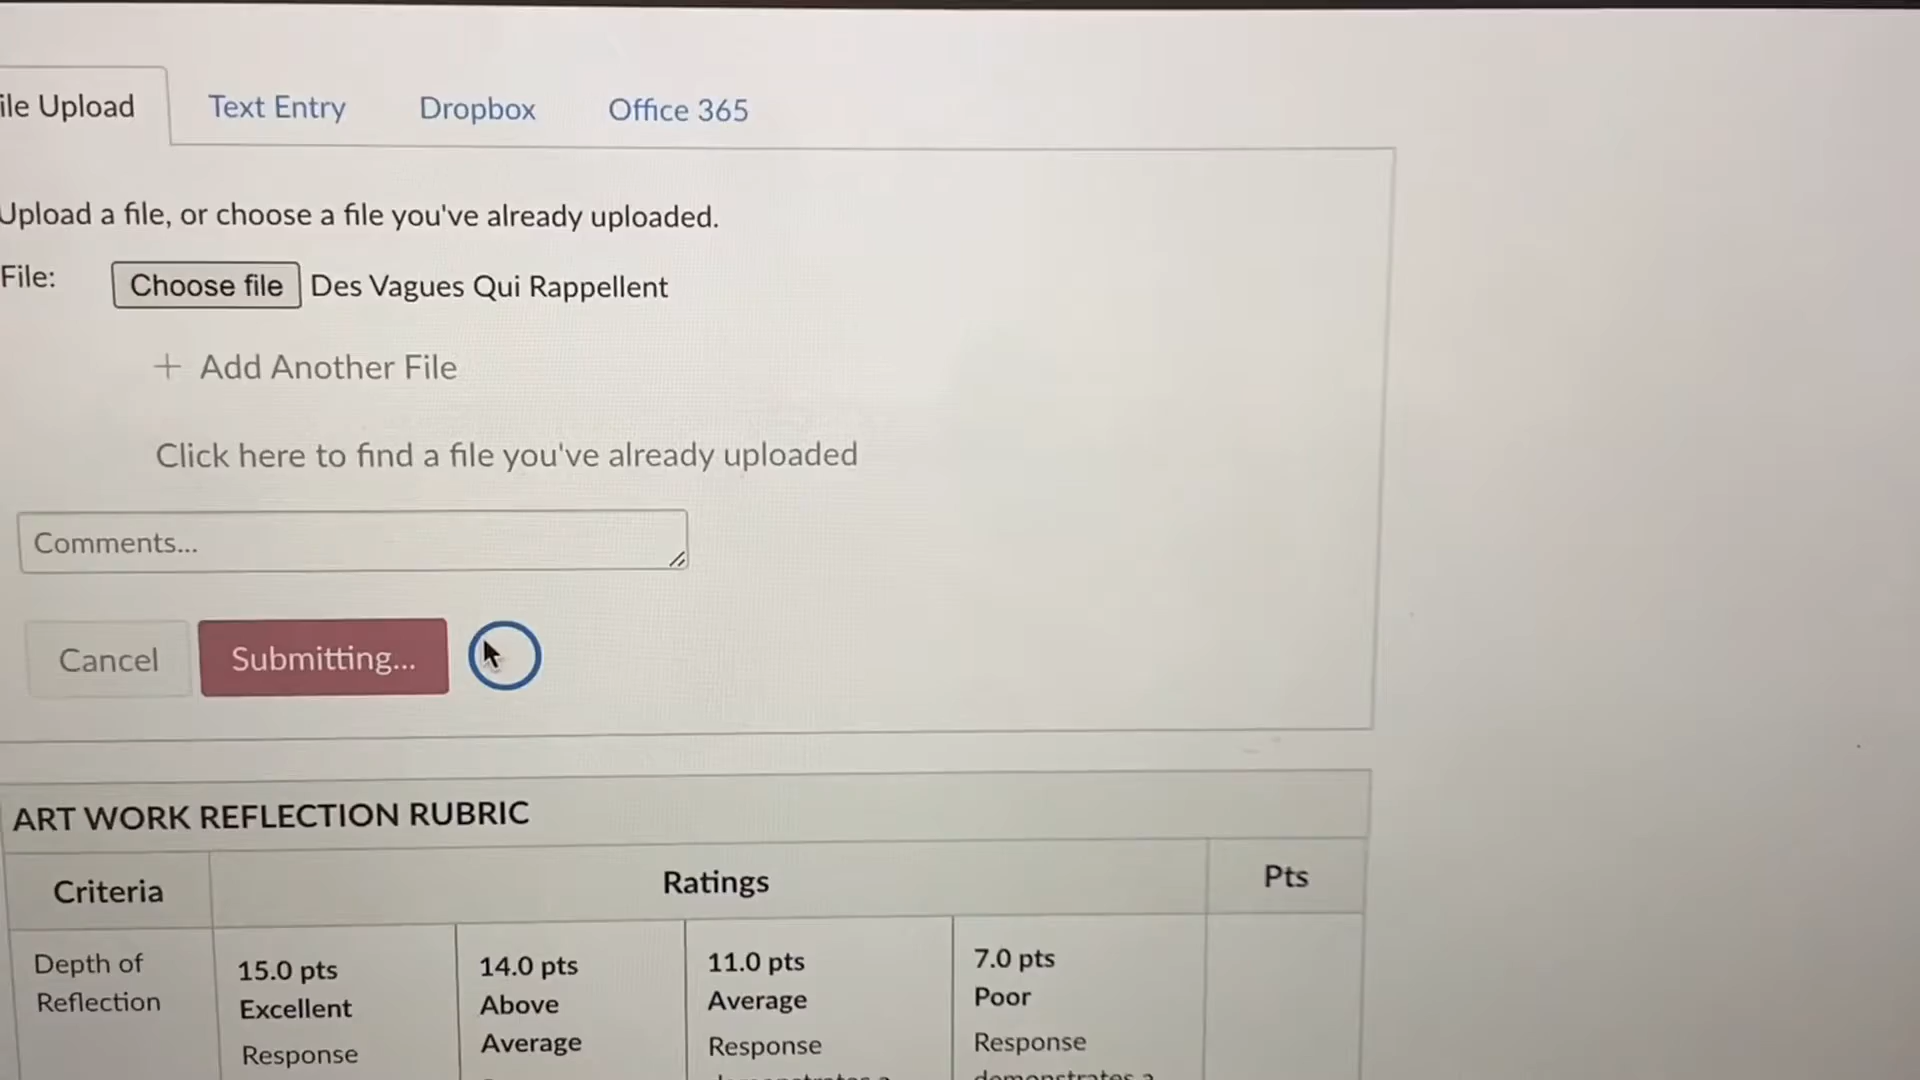 ile Upload Text Entry Dropbox Office 365
Upload a file, or choose a file you've already uploaded.
File: Choose file Des Vagues Qui Rappellent
+ Add Another File
Click here to find a file you've already uploaded
Comments...
Cancel Submitting...
ART WORK REFLECTION RUBRIC
Criteria Ratings Pts
Depth of Reflection
15.0 pts
Excellent
Response
14.0 pts
Above
Average
11.0 pts
Average
Response
7.0 pts
Poor
Response
demonstrates a